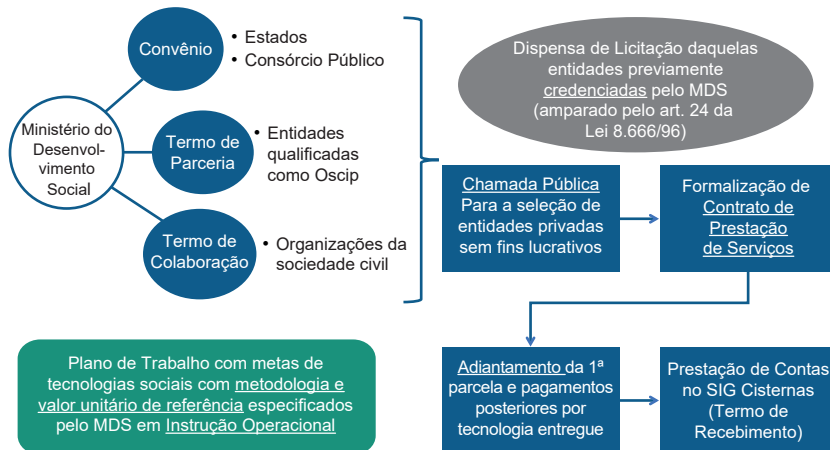 Ministério do
Desenvol-
vimento
Social
Convênio
• Estados
• Consórcio Público
Termo de
Parceria
• Entidades
qualificadas
como Oscip
Termo de
Colaboração
• Organizações da
sociedade civil
Dispensa de Licitação daquelas
entidades previamente
credenciadas pelo MDS
(amparado pelo art. 24 da
Lei 8.666/96)
Chamada Pública
Para a seleção de
entidades privadas
sem fins lucrativos
Formalização de
Contrato de
Prestação
de Serviços
Plano de Trabalho com metas de
tecnologias sociais com metodologia e
valor unitário de referência especificados
pelo MDS em Instrução Operacional
Adiantamento da 1ª
parcela e pagamentos
posteriores por
tecnologia entregue
Prestação de Contas
no SIG Cisternas
(Termo de
Recebimento)